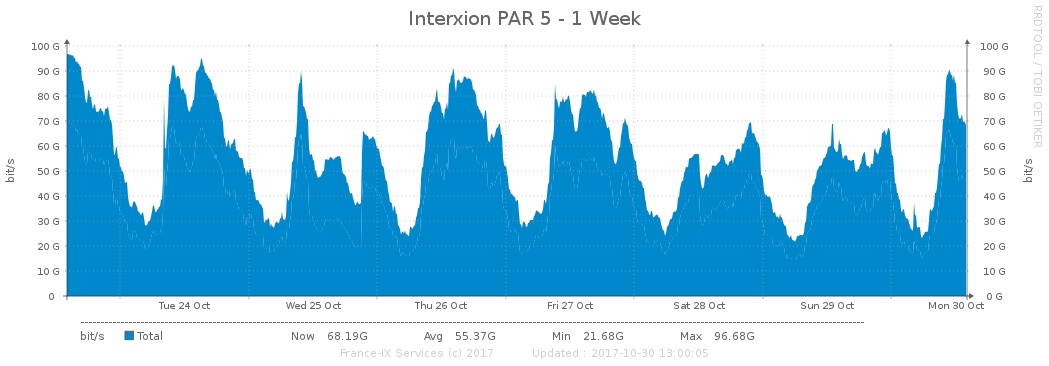 Interxion PAR 5 - 1 Week
RRDTOOL / TOBI OETIKER
bit/s
100 G 100 G
90 G 90 G
80 G 80 G
70 G 70 G
60 G 60 G
50 G 50 G
40 G 40 G
30 G 30 G
20 G 20 G
10 G 10 G
0 0 G
bit/s
Tue 24 Oct Wed 25 Oct Thu 26 Oct Fri 27 Oct Sat 28 Oct Sun 29 Oct Mon 30 Oct
bit/s Total Now 68.19G Avg 55.37G Min 21.68G Max 96.68G
France-IX Services (c) 2017 Updated : 2017-10-30 13:00:05